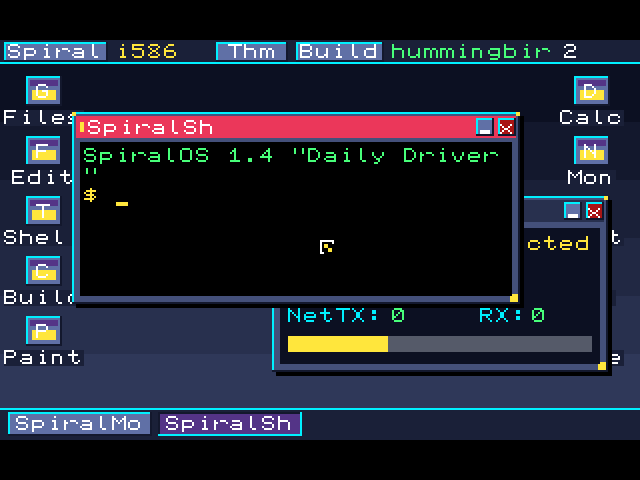 Spiral i586 Thm Build hummingbir 2
Files
Edit
Shel
Build
Paint
SpiralSh
SpiralOS 1.4 "Daily Driver
"
$ _
Calc
Mon
cted
NetTX: 0 RX: 0
SpiralMo SpiralSh